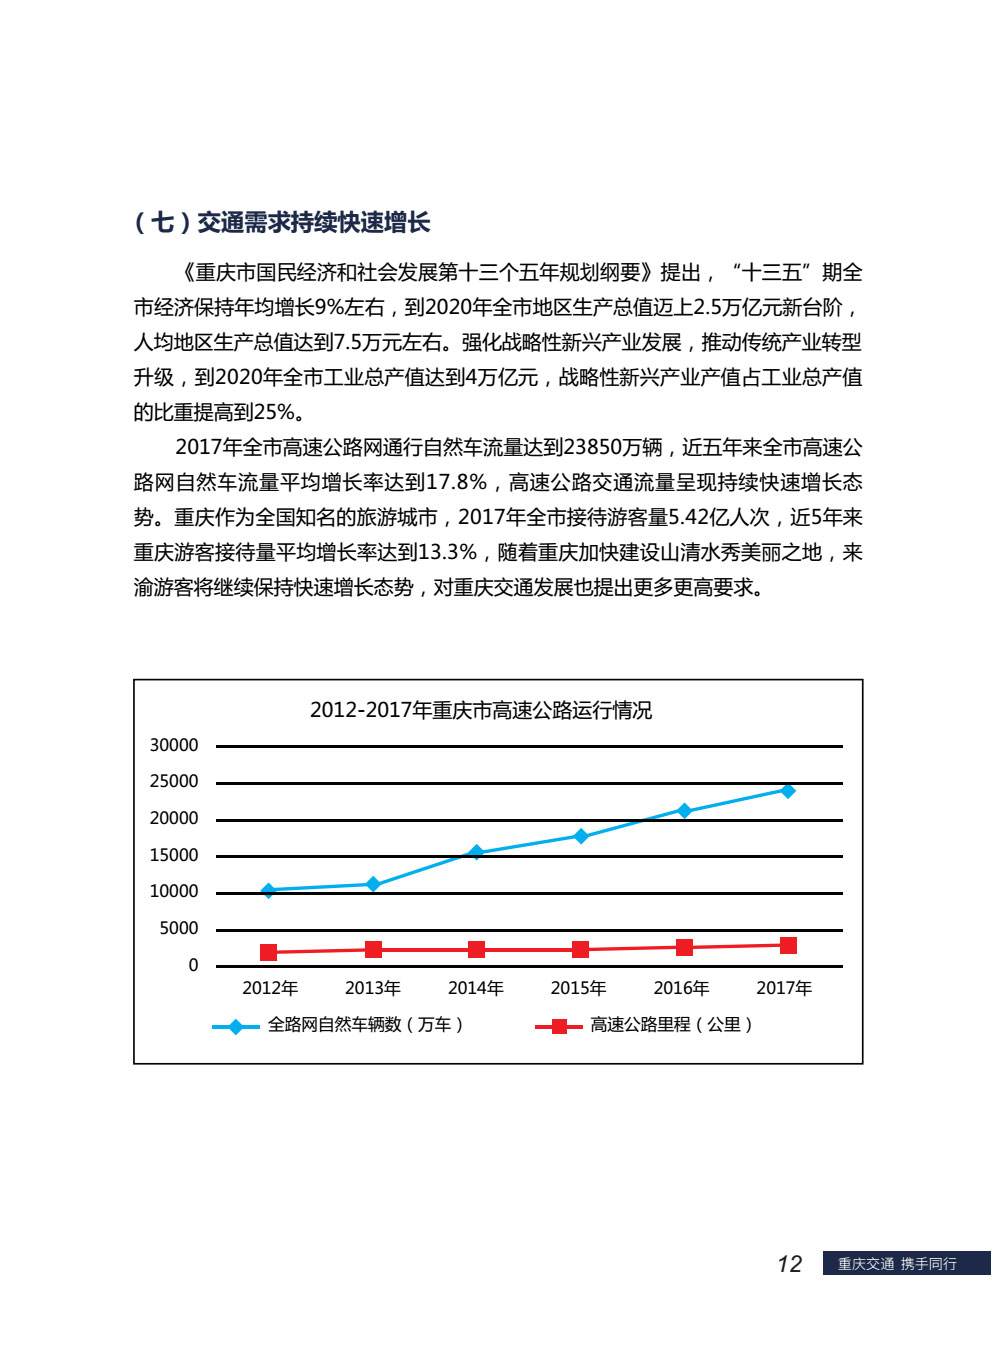 （七）交通需求持续快速增长
《重庆市国民经济和社会发展第十三个五年规划纲要》提出，“十三五”期全
市经济保持年均增长9%左右，到2020年全市地区生产总值迈上2.5万亿元新台阶，
人均地区生产总值达到7.5万元左右。强化战略性新兴产业发展，推动传统产业转型
升级，到2020年全市工业总产值达到4万亿元，战略性新兴产业产值占工业总产值
的比重提高到25%。
2017年全市高速公路网通行自然车流量达到23850万辆，近五年来全市高速公
路网自然车流量平均增长率达到17.8%，高速公路交通流量呈现持续快速增长态
势。重庆作为全国知名的旅游城市，2017年全市接待游客量5.42亿人次，近5年来
重庆游客接待量平均增长率达到13.3%，随着重庆加快建设山清水秀美丽之地，来
渝游客将继续保持快速增长态势，对重庆交通发展也提出更多更高要求。
2012-2017年重庆市高速公路运行情况
30000
25000
20000
15000
10000
5000
0
2012年 2013年 2014年 2015年 2016年 2017年
全路网自然车辆数（万车） 高速公路里程（公里）
12 重庆交通 携手同行